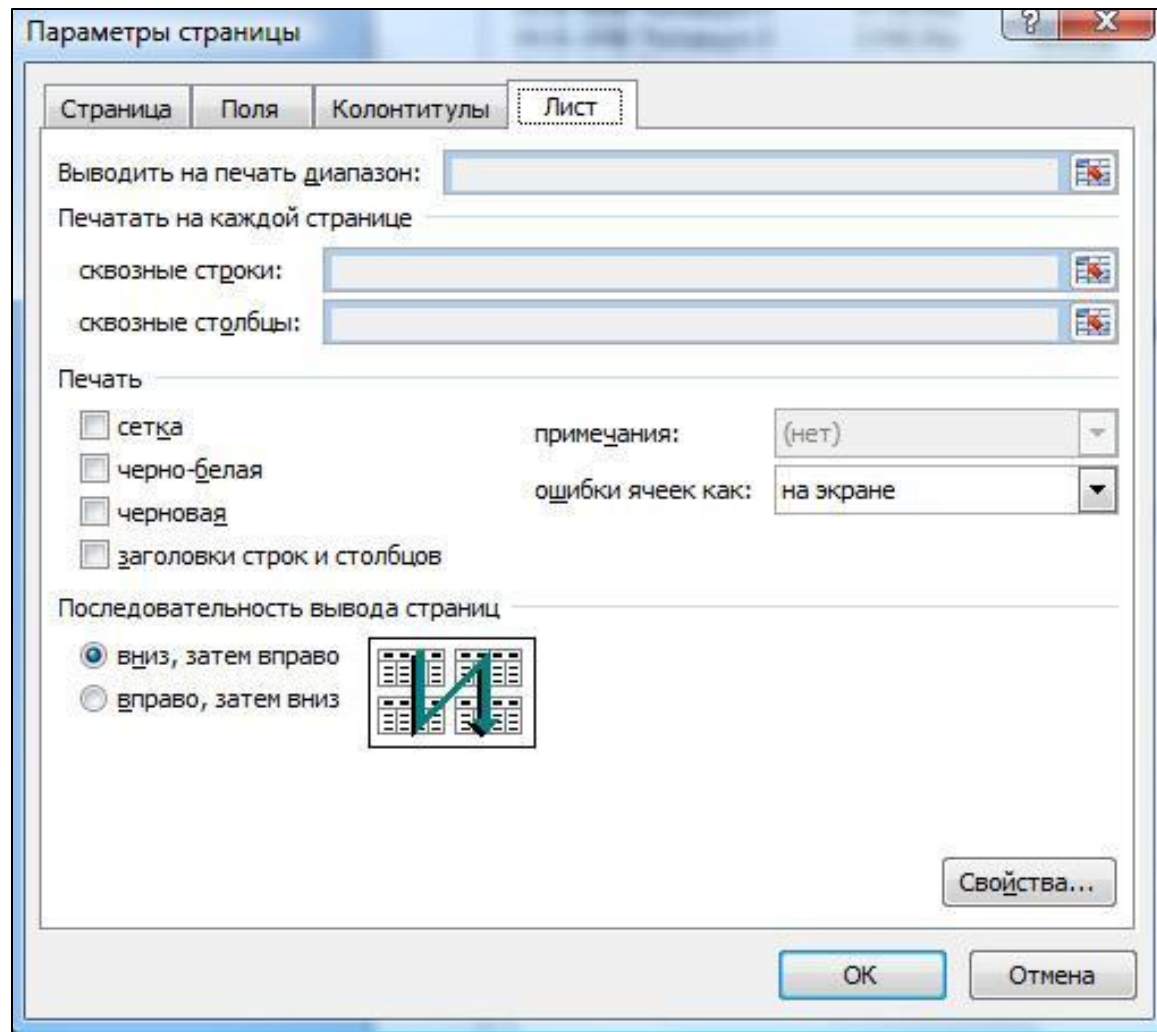 Параметры страницы
Страница Поля Колонтитулы Лист
Выводить на печать диапазон:
Печатать на каждой странице
сквозные строки:
сквозные столбцы:
Печать
сетка
примечания: (нет)
черно-белая
ошибки ячеек как: на экране
черновая
заголовки строк и столбцов
Последовательность вывода страниц
вниз, затем вправо
вправо, затем вниз
Свойства...
ОК Отмена